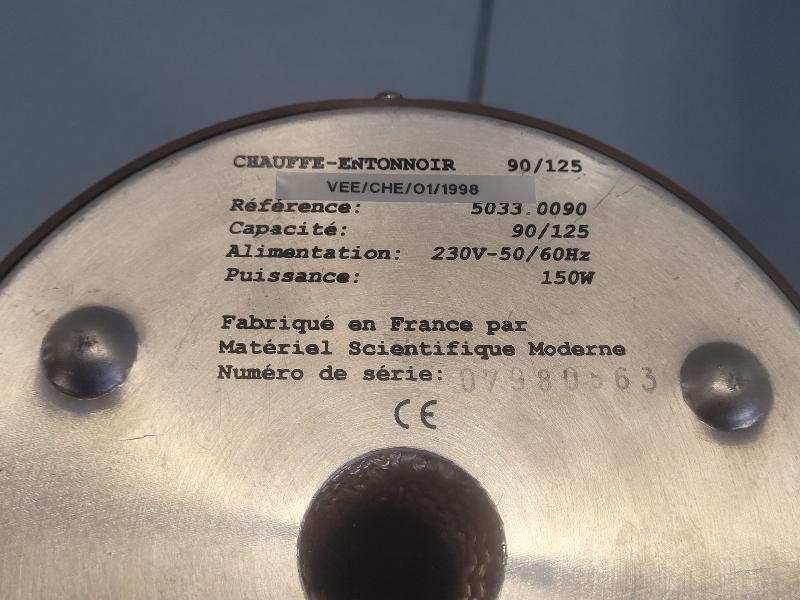 CHAUFFE-ENTONNOIR 90/125
VEE/CHE/01/1998
Référence: 5033.0090
Capacité: 90/125
Alimentation: 230V-50/60Hz
Puissance: 150W
Fabriqué en France par
Matériel Scientifique Moderne
Numéro de série:
CE